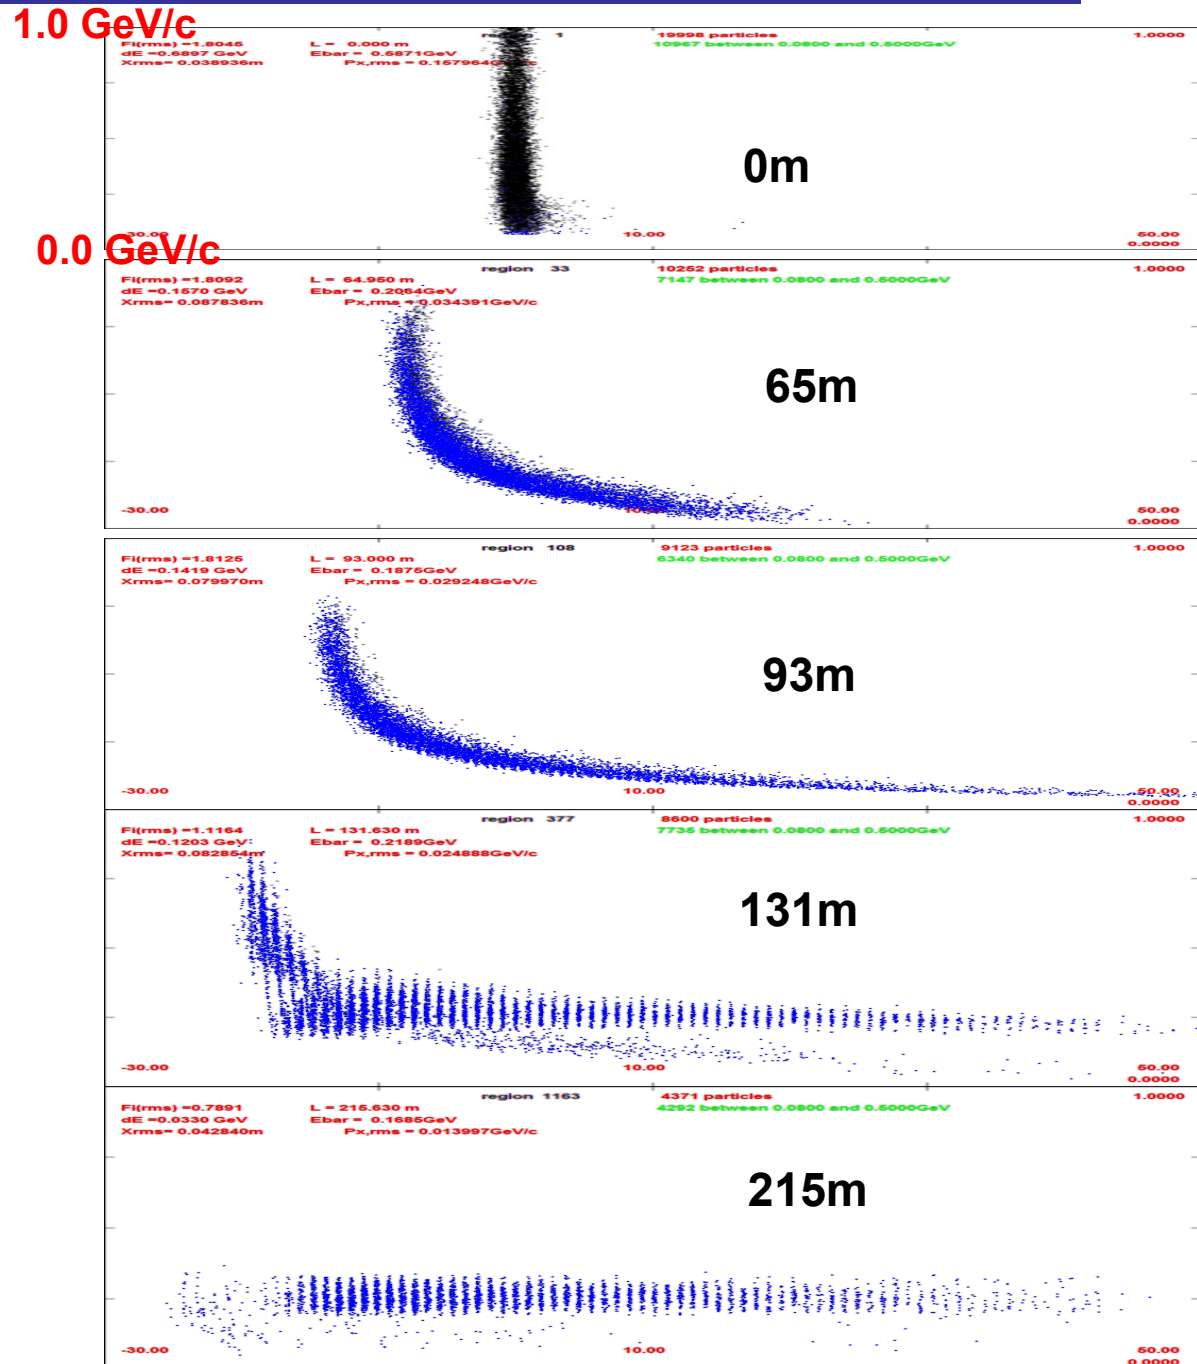 1.0 GeV/c
Fi(rms) =1.8045 L = 0.000 m 1 19998 particles 1.0000
dE =0.6897 GeV Ebar = 0.5871GeV 10967 between 0.0800 and 0.5000GeV
Xrms= 0.038936m Px,rms = 0.157964G
0m
10.00 50.00
0.0000
0.0 GeV/c
region 33 10252 particles 1.0000
Fi(rms) =1.8092 L = 64.950 m 7147 between 0.0800 and 0.5000GeV
dE =0.1570 GeV Ebar = 0.2064GeV
Xrms= 0.087836m Px,rms = 0.034391GeV/c
65m
-30.00 50.00
0.0000
region 108 9123 particles 1.0000
Fi(rms) =1.8125 L = 93.000 m 6340 between 0.0800 and 0.5000GeV
dE =0.1419 GeV Ebar = 0.1875GeV
Xrms= 0.079970m Px,rms = 0.029248GeV/c
93m
-30.00 10.00 50.00
0.0000
region 377 8600 particles 1.0000
Fi(rms) =1.1164 L = 131.630 m 7735 between 0.0800 and 0.5000GeV
dE =0.1203 GeV Ebar = 0.2189GeV
Xrms= 0.082854m Px,rms = 0.024888GeV/c
131m
-30.00 10.00 50.00
0.0000
region 1163 4371 particles 1.0000
Fi(rms) =0.7891 L = 215.630 m 4292 between 0.0800 and 0.5000GeV
dE =0.0330 GeV Ebar = 0.1685GeV
Xrms= 0.042840m Px,rms = 0.013997GeV/c
215m
-30.00 10.00 50.00
0.0000